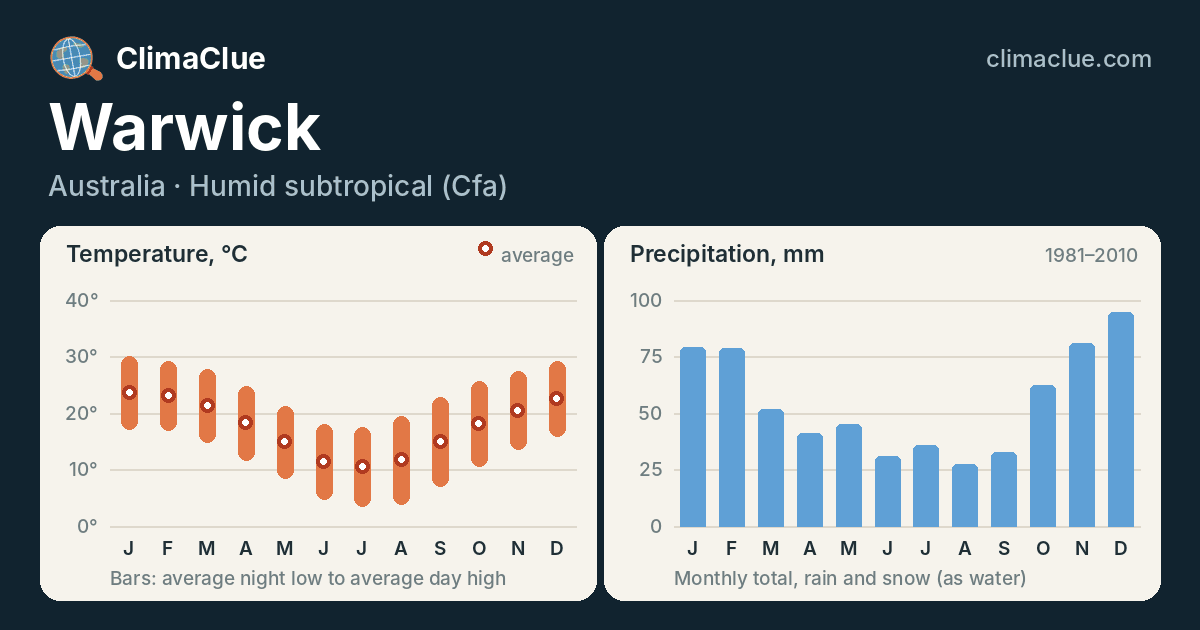 ClimaClue
climaclue.com
Warwick
Australia · Humid subtropical (Cfa)
Temperature, °C
average
40°
30°
20°
10°
0°
J F M A M J J A S O N D
Bars: average night low to average day high
Precipitation, mm
1981–2010
100
75
50
25
0
J F M A M J J A S O N D
Monthly total, rain and snow (as water)